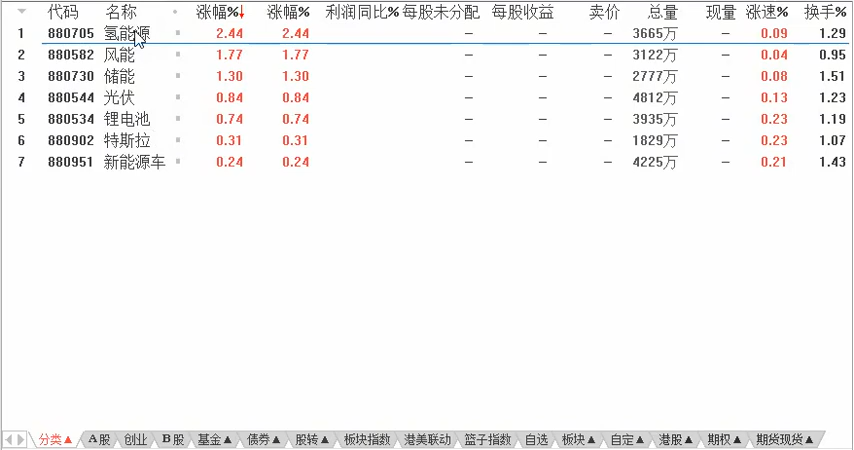 代码 名称 涨幅%↓ 涨幅% 利润同比% 每股未分配 每股收益 卖价 总量 现量 涨速% 换手%
1 880705 氢能源 2.44 2.44 – – – 3665万 – 0.09 1.29
2 880582 风能 1.77 1.77 – – – 3122万 – 0.04 0.95
3 880730 储能 1.30 1.30 – – – 2777万 – 0.08 1.51
4 880544 光伏 0.84 0.84 – – – 4812万 – 0.13 1.23
5 880534 锂电池 0.74 0.74 – – – 3935万 – 0.23 1.19
6 880902 特斯拉 0.31 0.31 – – – 1829万 – 0.23 1.07
7 880951 新能源车 0.24 0.24 – – – 4225万 – 0.21 1.43
分类▲ A股 创业 B股 基金▲ 债券▲ 股转▲ 板块指数 港美联动 篮子指数 自选 板块▲ 自定▲ 港股▲ 期权▲ 期货现货▲